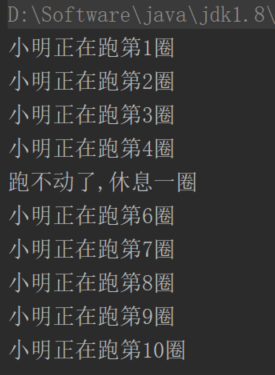 D:\Software\java\jdk1.8\
小明正在跑第1圈
小明正在跑第2圈
小明正在跑第3圈
小明正在跑第4圈
跑不动了,休息一圈
小明正在跑第6圈
小明正在跑第7圈
小明正在跑第8圈
小明正在跑第9圈
小明正在跑第10圈